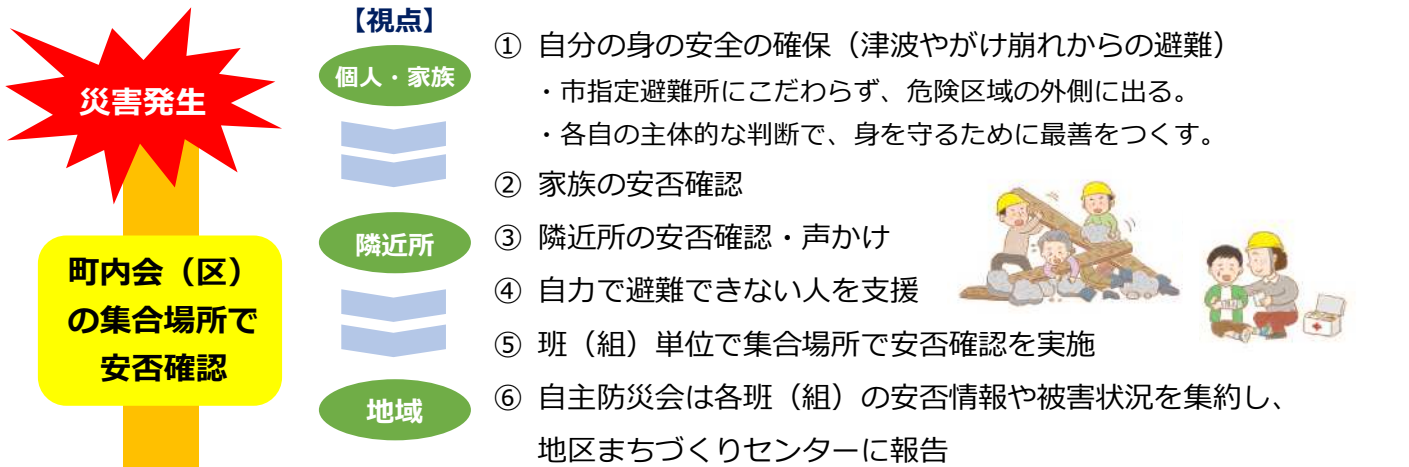 災害発生
町内会（区）
の集合場所で
安否確認
【視点】
個人・家族
隣近所
地域
① 自分の身の安全の確保（津波やがけ崩れからの避難）
・市指定避難所にこだわらず、危険区域の外側に出る。
・各自の主体的な判断で、身を守るために最善をつくす。
② 家族の安否確認
③ 隣近所の安否確認・声かけ
④ 自力で避難できない人を支援
⑤ 班（組）単位で集合場所で安否確認を実施
⑥ 自主防災会は各班（組）の安否情報や被害状況を集約し、
地区まちづくりセンターに報告